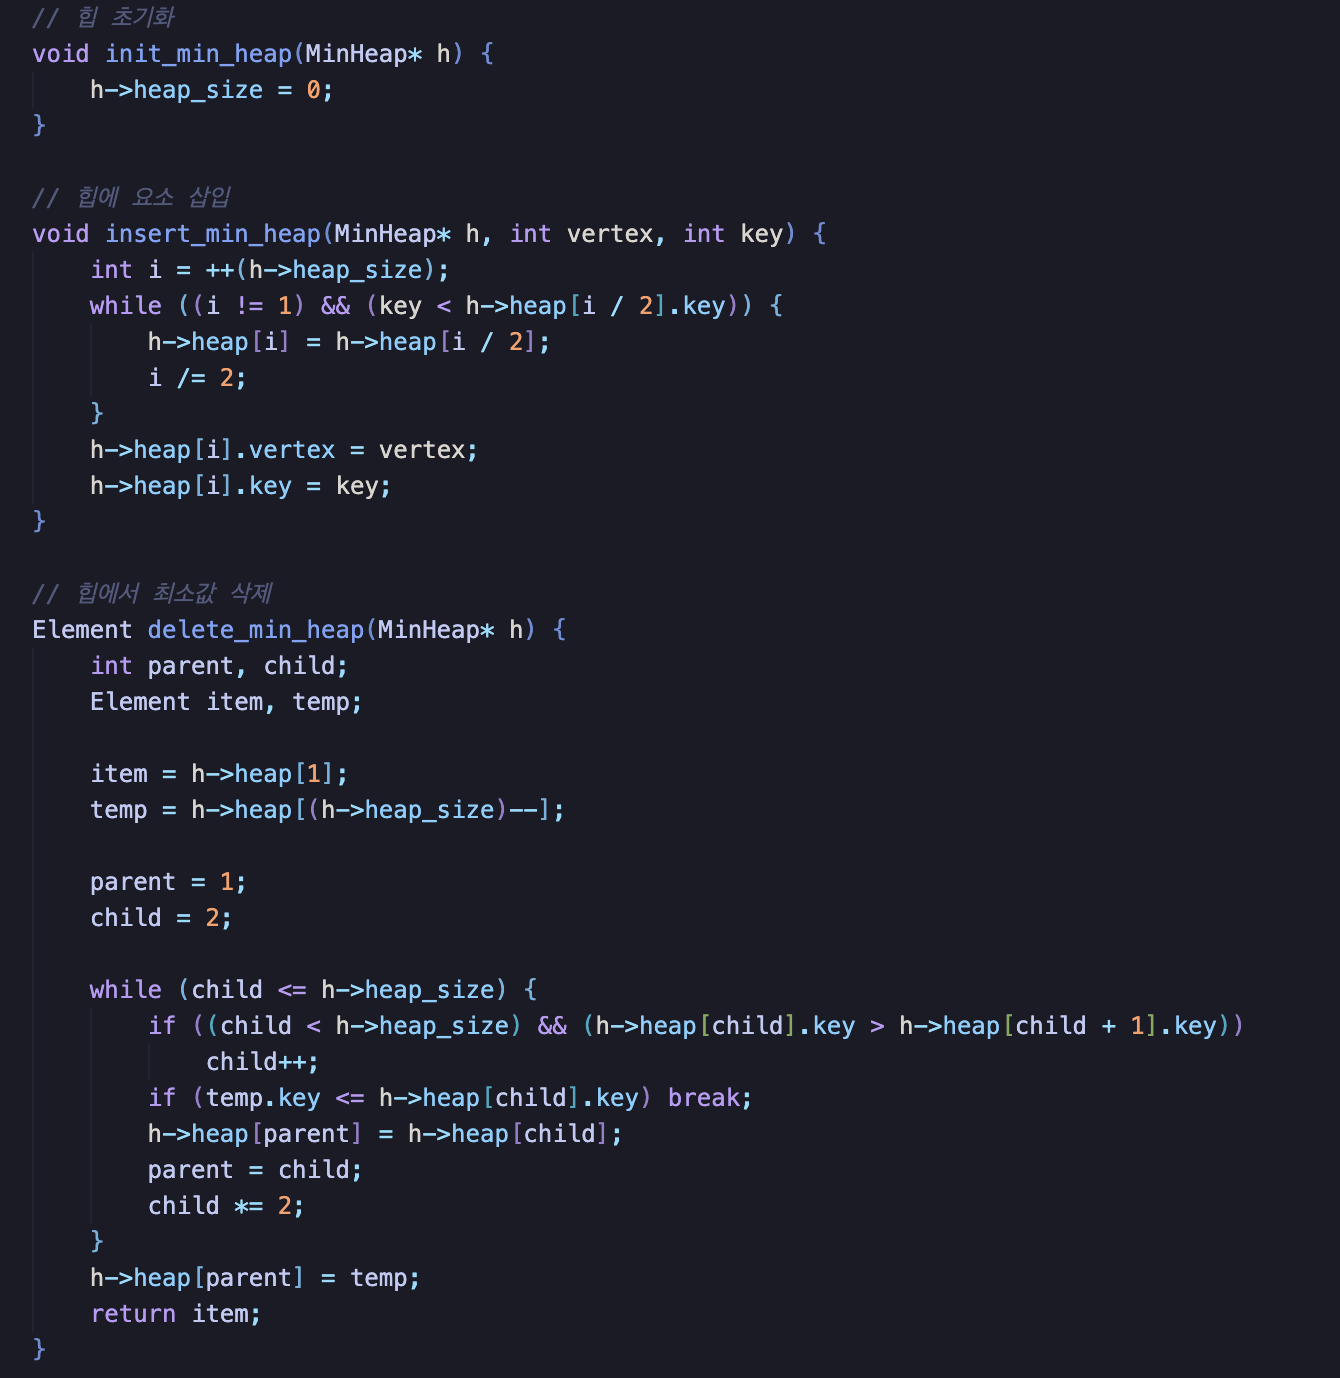 // 힙 초기화
void init_min_heap(MinHeap* h) {
    h->heap_size = 0;
}

// 힙에 요소 삽입
void insert_min_heap(MinHeap* h, int vertex, int key) {
    int i = ++(h->heap_size);
    while ((i != 1) && (key < h->heap[i / 2].key)) {
        h->heap[i] = h->heap[i / 2];
        i /= 2;
    }
    h->heap[i].vertex = vertex;
    h->heap[i].key = key;
}

// 힙에서 최소값 삭제
Element delete_min_heap(MinHeap* h) {
    int parent, child;
    Element item, temp;

    item = h->heap[1];
    temp = h->heap[(h->heap_size)--];

    parent = 1;
    child = 2;

    while (child <= h->heap_size) {
        if ((child < h->heap_size) && (h->heap[child].key > h->heap[child + 1].key))
            child++;
        if (temp.key <= h->heap[child].key) break;
        h->heap[parent] = h->heap[child];
        parent = child;
        child *= 2;
    }
    h->heap[parent] = temp;
    return item;
}